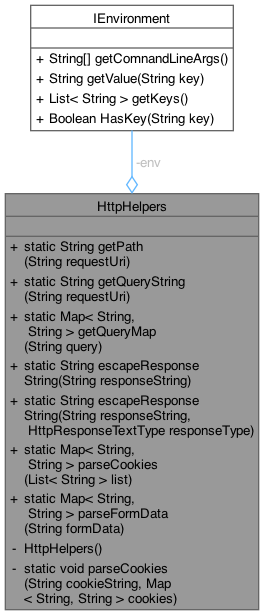 IEnvironment
+ String[] getCommandLineArgs()
+ String getValue(String key)
+ List< String > getKeys()
+ Boolean HasKey(String key)
-env
HttpHelpers
+ static String getPath
(String requestUri)
+ static String getQueryString
(String requestUri)
+ static Map< String,
String > getQueryMap
(String query)
+ static String escapeResponse
String(String responseString)
+ static String escapeResponse
String(String responseString,
HttpResponseTextType responseType)
+ static Map< String,
String > parseCookies
(List< String > list)
+ static Map< String,
String > parseFormData
(String formData)
- HttpHelpers()
- static void parseCookies
(String cookieString, Map
< String, String > cookies)